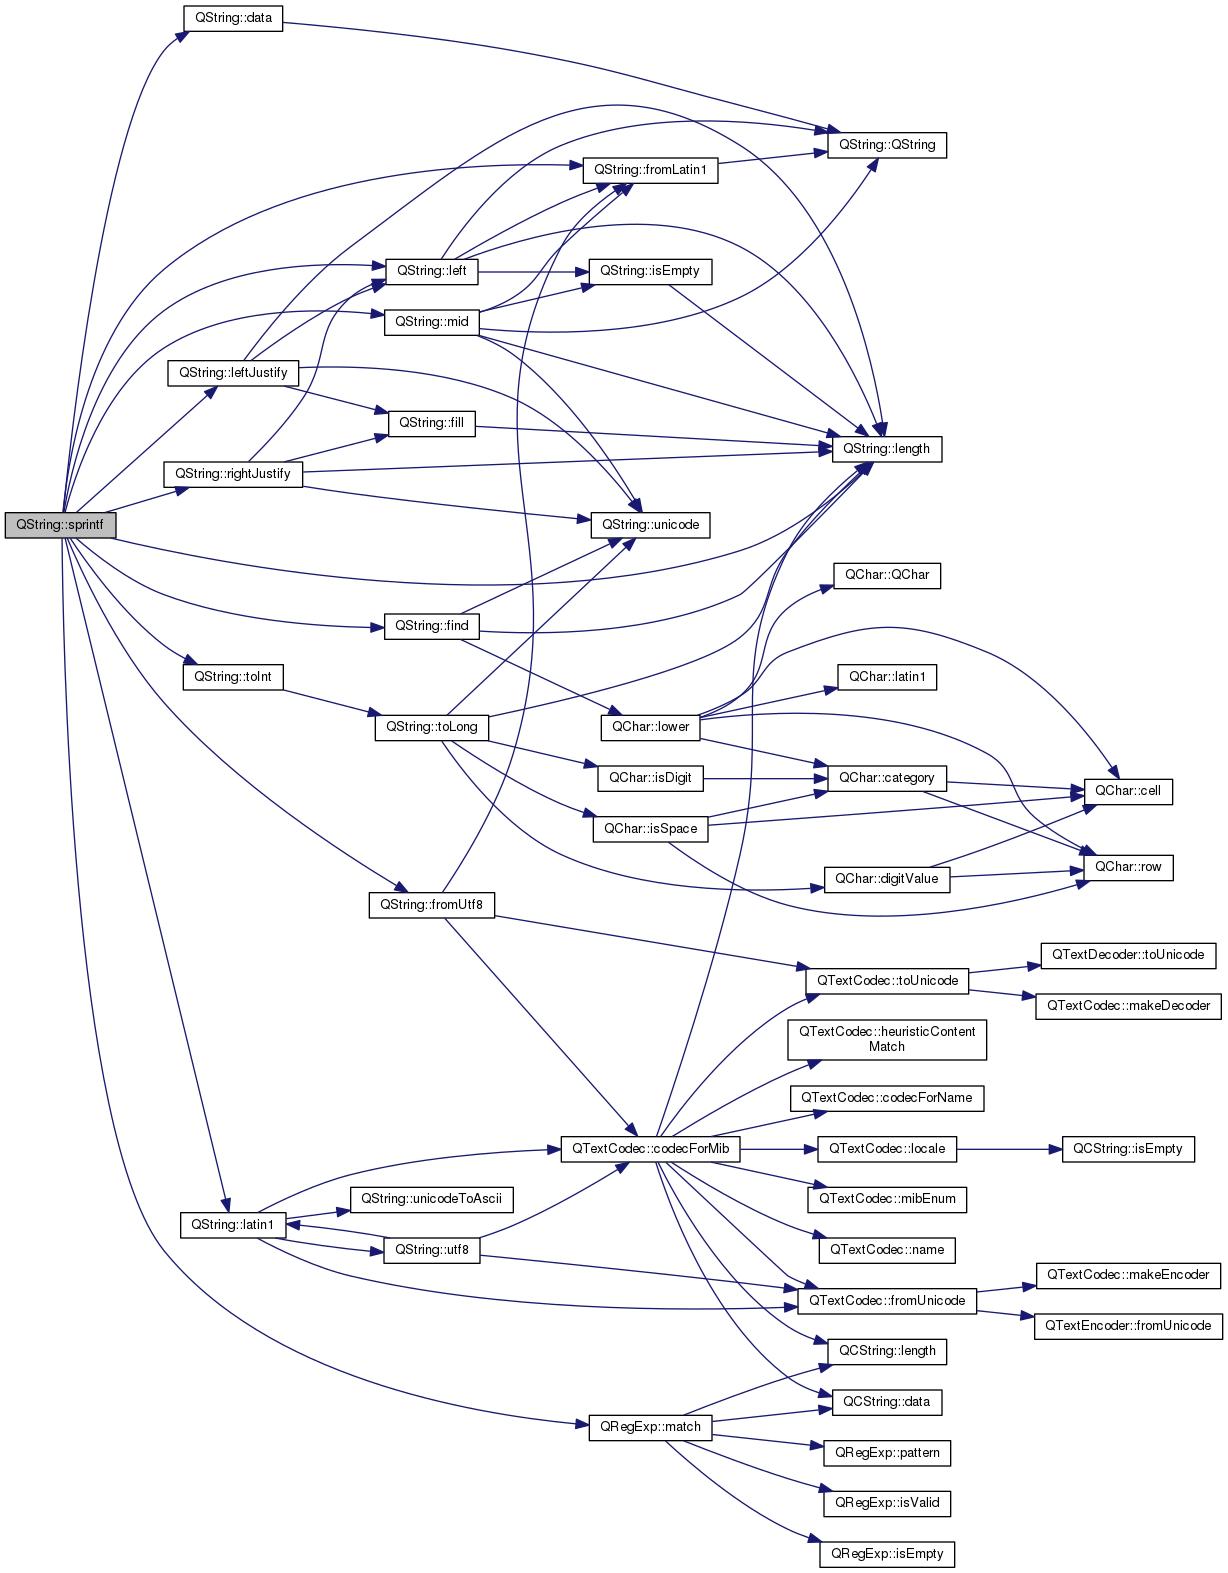 QString::data
QString::QString
QString::fromLatin1
QString::left
QString::isEmpty
QString::mid
QString::leftJustify
QString::fill
QString::length
QString::rightJustify
QString::sprintf
QString::unicode
QChar::QChar
QString::find
QString::toInt
QChar::latin1
QString::toLong
QChar::lower
QChar::isDigit
QChar::category
QChar::cell
QChar::isSpace
QChar::digitValue
QChar::row
QString::fromUtf8
QTextDecoder::toUnicode
QTextCodec::toUnicode
QTextCodec::makeDecoder
QTextCodec::heuristicContent
Match
QTextCodec::codecForName
QTextCodec::codecForMib
QTextCodec::locale
QCString::isEmpty
QString::unicodeToAscii
QTextCodec::mibEnum
QString::latin1
QString::utf8
QTextCodec::name
QTextCodec::makeEncoder
QTextCodec::fromUnicode
QTextEncoder::fromUnicode
QCString::length
QCString::data
QRegExp::match
QRegExp::pattern
QRegExp::isValid
QRegExp::isEmpty